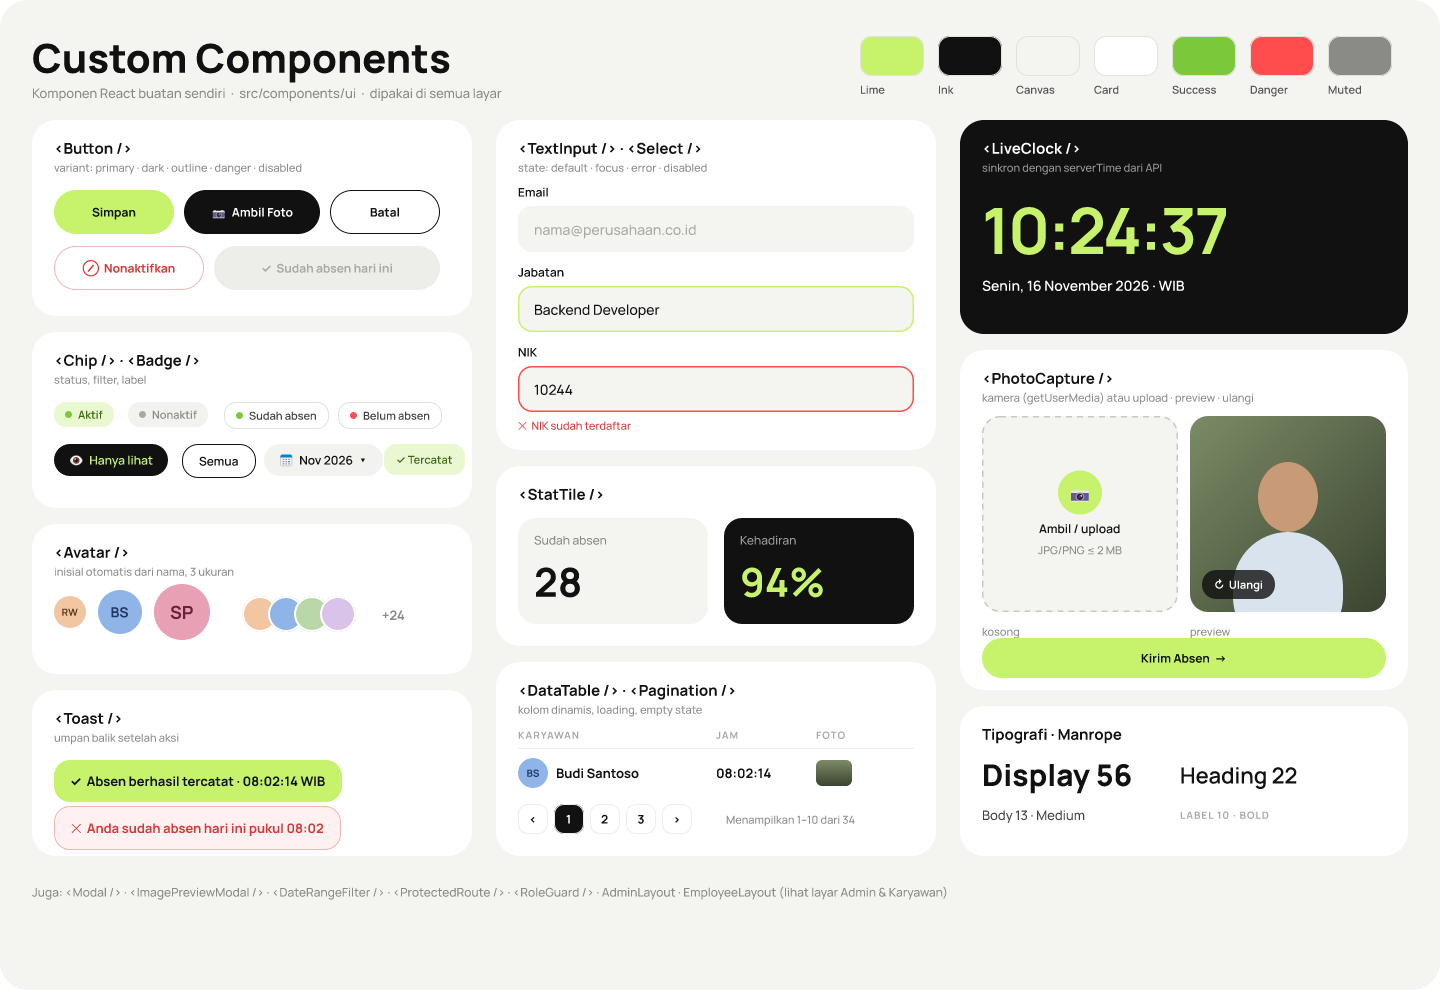 Custom Components
Komponen React buatan sendiri · src/components/ui · dipakai di semua layar
Lime
Ink
Canvas
Card
Success
Danger
Muted
<Button />
variant: primary · dark · outline · danger · disabled
Simpan
Ambil Foto
Batal
Nonaktifkan
✓ Sudah absen hari ini
<Chip /> · <Badge />
status, filter, label
Aktif
Nonaktif
Sudah absen
Belum absen
Hanya lihat
Semua
Nov 2026
✓ Tercatat
<Avatar />
inisial otomatis dari nama, 3 ukuran
RW
BS
SP
+24
<Toast />
umpan balik setelah aksi
✓ Absen berhasil tercatat · 08:02:14 WIB
✕ Anda sudah absen hari ini pukul 08:02
<TextInput /> · <Select />
state: default · focus · error · disabled
Email
nama@perusahaan.co.id
Jabatan
Backend Developer
NIK
10244
✕ NIK sudah terdaftar
<StatTile />
Sudah absen
28
Kehadiran
94%
<DataTable /> · <Pagination />
kolom dinamis, loading, empty state
KARYAWAN JAM FOTO
BS Budi Santoso 08:02:14
‹ 1 2 3 › Menampilkan 1–10 dari 34
<LiveClock />
sinkron dengan serverTime dari API
10:24:37
Senin, 16 November 2026 · WIB
<PhotoCapture />
kamera (getUserMedia) atau upload · preview · ulangi
Ambil / upload
JPG/PNG ≤ 2 MB
↻ Ulangi
kosong
preview
Kirim Absen →
Tipografi · Manrope
Display 56
Heading 22
Body 13 · Medium
LABEL 10 · BOLD
Juga: <Modal /> · <ImagePreviewModal /> · <DateRangeFilter /> · <ProtectedRoute /> · <RoleGuard /> · AdminLayout · EmployeeLayout (lihat layar Admin & Karyawan)